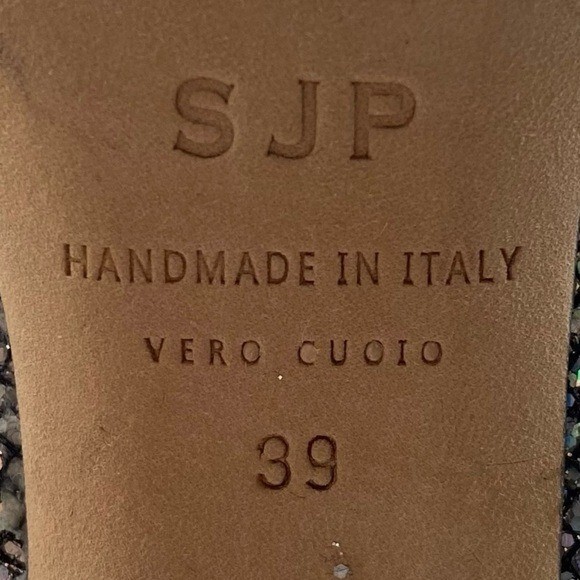 SJP
HANDMADE IN ITALY
VERO CUOIO
39